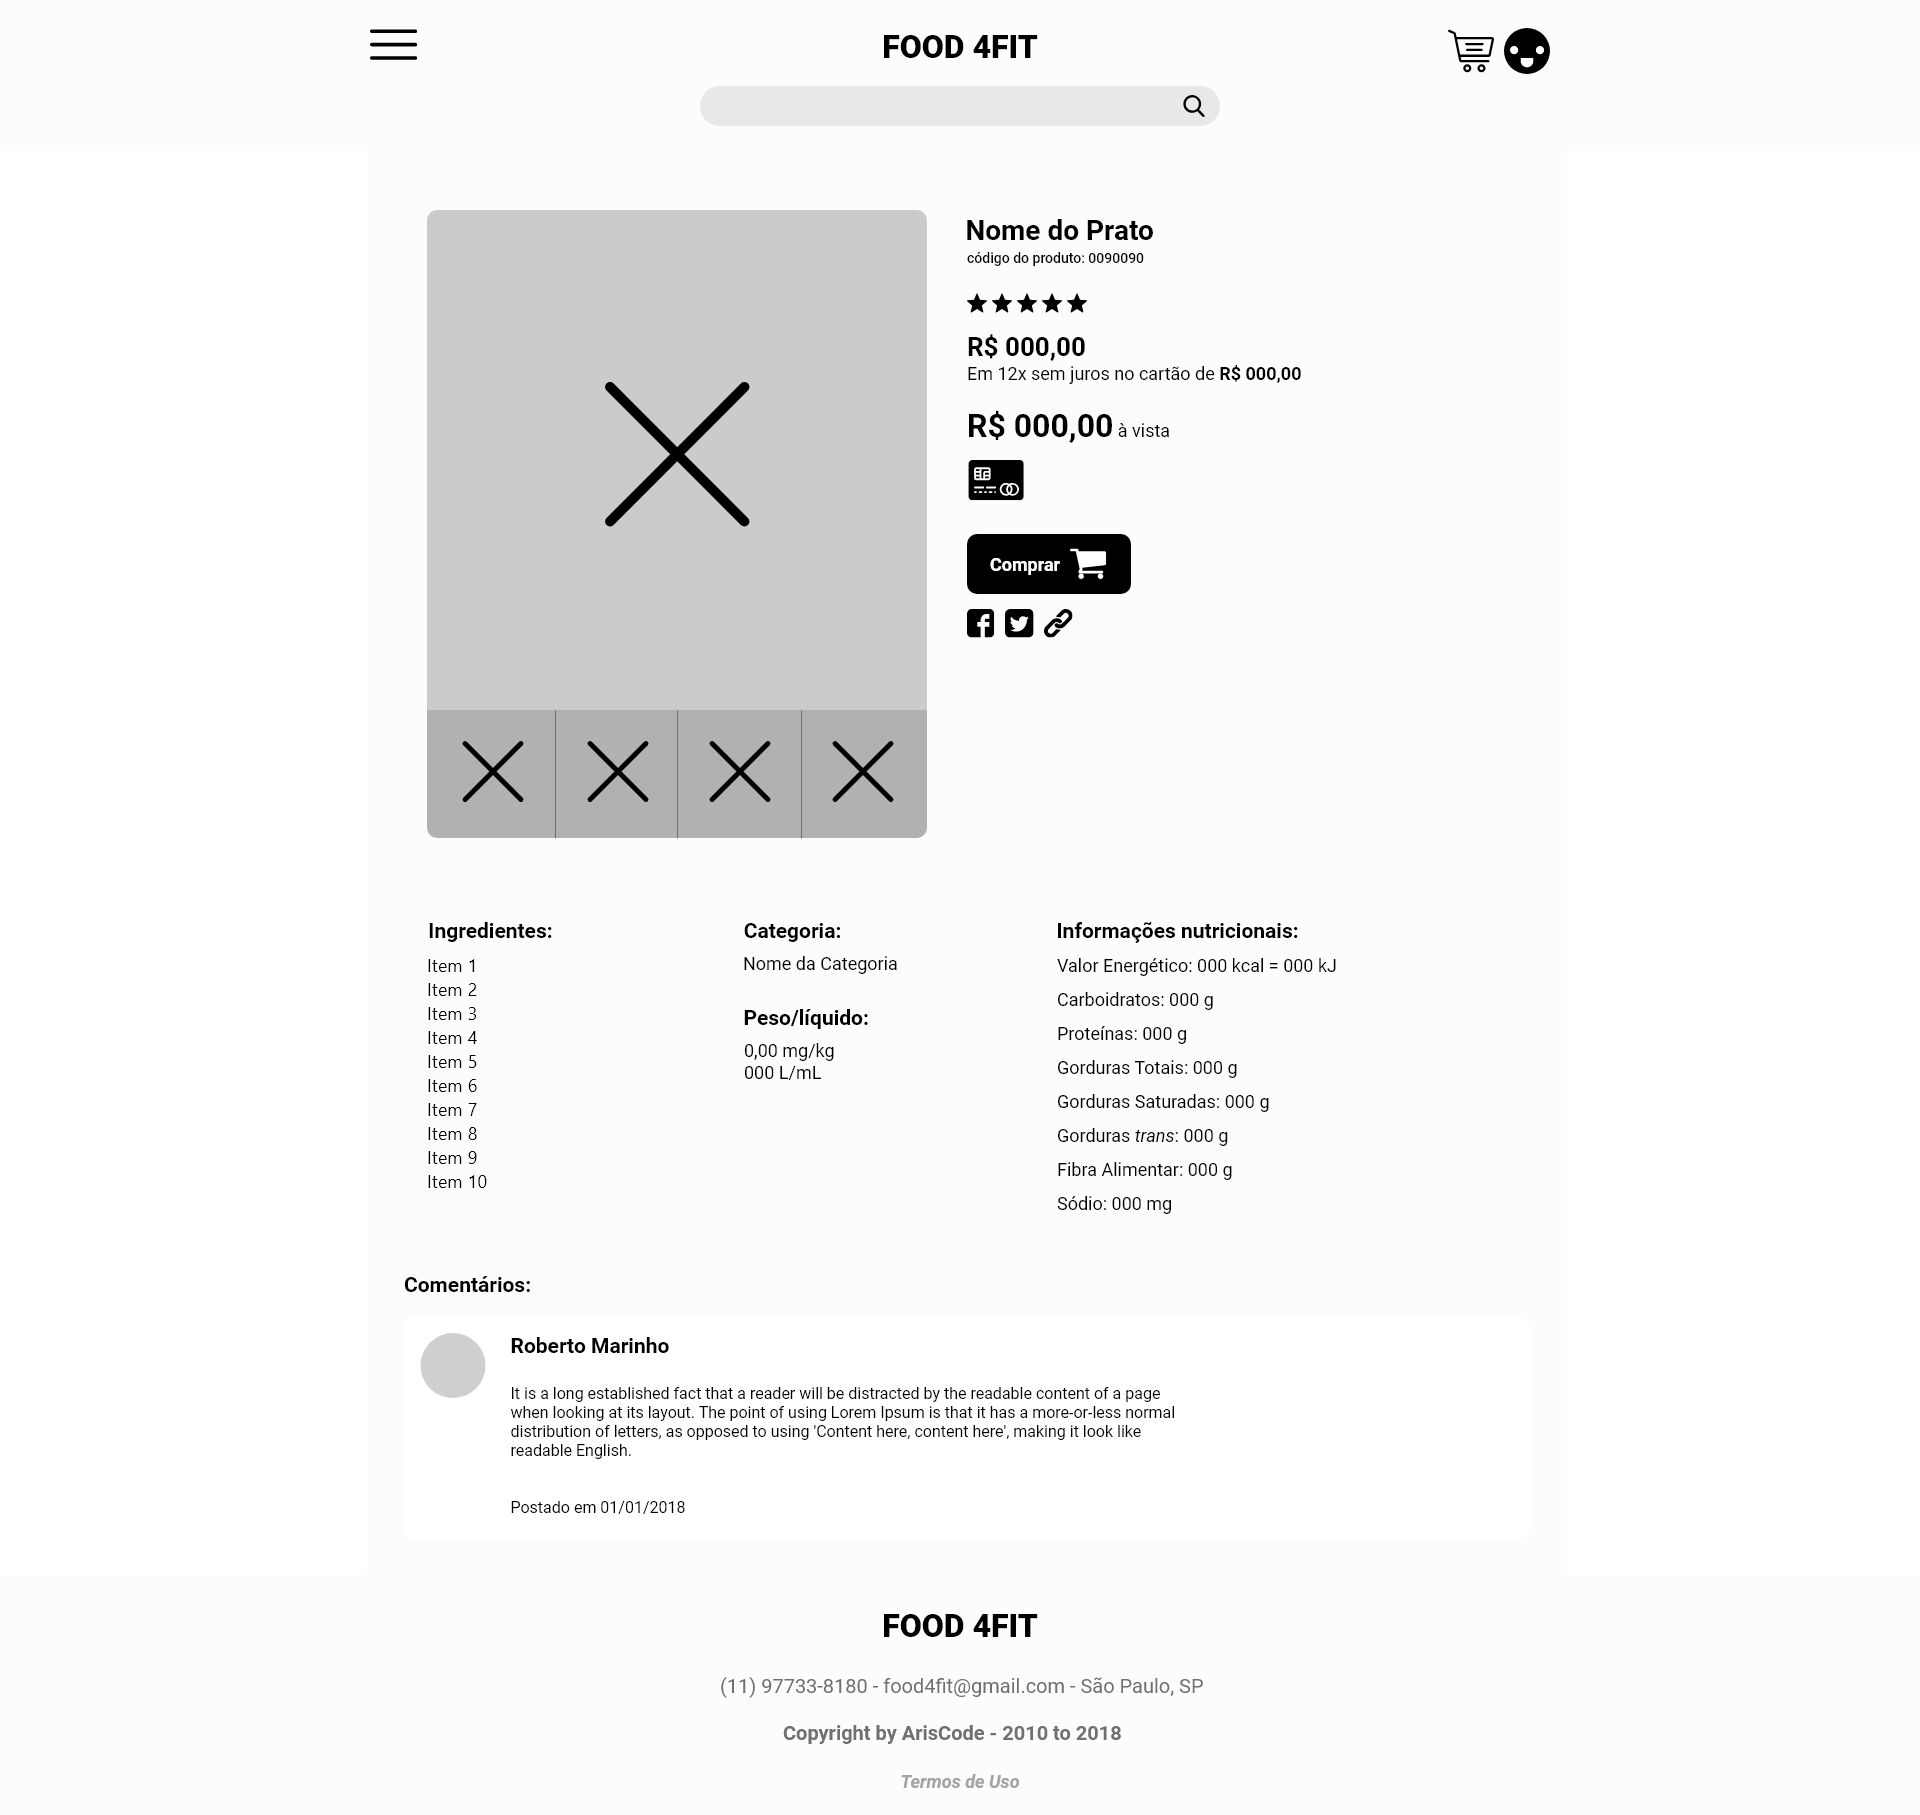 FOOD 4FIT
Nome do Prato
código do produto: 0090090
R$ 000,00
Em 12x sem juros no cartão de R$ 000,00
R$ 000,00 à vista
Comprar
Ingredientes:
Item 1
Item 2
Item 3
Item 4
Item 5
Item 6
Item 7
Item 8
Item 9
Item 10
Categoria:
Nome da Categoria
Peso/líquido:
0,00 mg/kg
000 L/mL
Informações nutricionais:
Valor Energético: 000 kcal = 000 kJ
Carboidratos: 000 g
Proteínas: 000 g
Gorduras Totais: 000 g
Gorduras Saturadas: 000 g
Gorduras trans: 000 g
Fibra Alimentar: 000 g
Sódio: 000 mg
Comentários:
Roberto Marinho
It is a long established fact that a reader will be distracted by the readable content of a page
when looking at its layout. The point of using Lorem Ipsum is that it has a more-or-less normal
distribution of letters, as opposed to using 'Content here, content here', making it look like
readable English.
Postado em 01/01/2018
FOOD 4FIT
(11) 97733-8180 - food4fit@gmail.com - São Paulo, SP
Copyright by ArisCode - 2010 to 2018
Termos de Uso